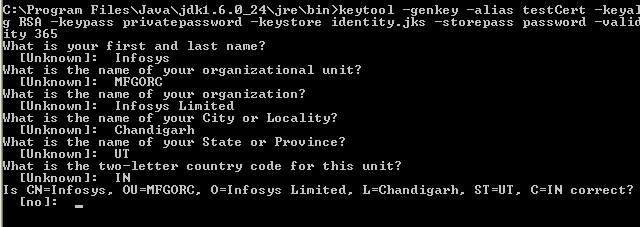 C:\Program Files\Java\jdk1.6.0_24\jre\bin>keytool -genkey -alias testCert -keyal
g RSA -keypass privatepassword -keystore identity.jks -storepass password -valid
ity 365
What is your first and last name?
  [Unknown]:  Infosys
What is the name of your organizational unit?
  [Unknown]:  MFGORC
What is the name of your organization?
  [Unknown]:  Infosys Limited
What is the name of your City or Locality?
  [Unknown]:  Chandigarh
What is the name of your State or Province?
  [Unknown]:  UT
What is the two-letter country code for this unit?
  [Unknown]:  IN
Is CN=Infosys, OU=MFGORC, O=Infosys Limited, L=Chandigarh, ST=UT, C=IN correct?
  [no]:  _